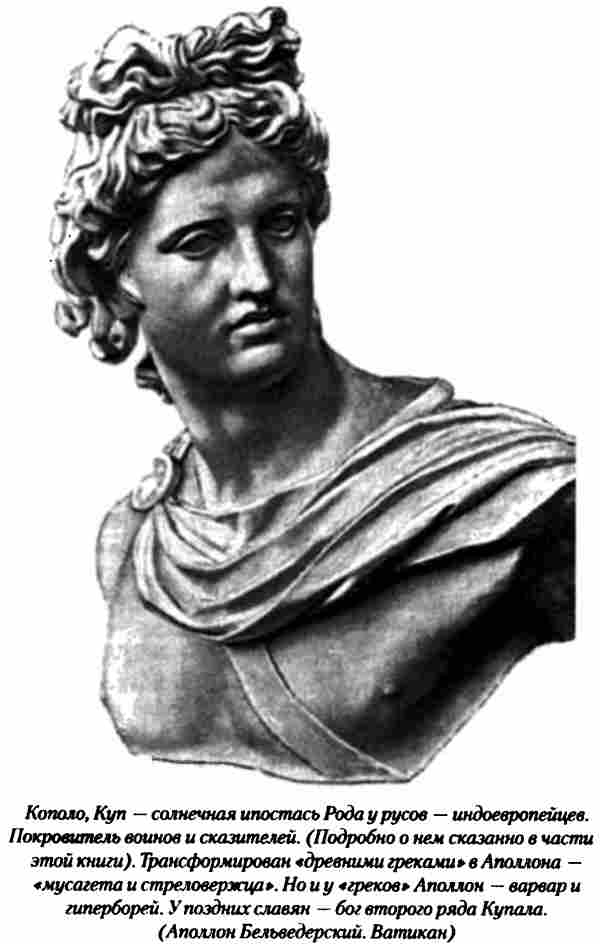 Кополо, Куп — солнечная ипостась Рода у русов — индоевропейцев.
Покровитель воинов и сказителей. (Подробно о нем сказанно в части
этой книги). Трансформирован «древними греками» в Аполлона —
«мусагета и стреловержца». Но и у «греков» Аполлон — варвар и
гиперборей. У поздних славян — бог второго ряда Купала.
(Аполлон Бельведерский. Ватикан)